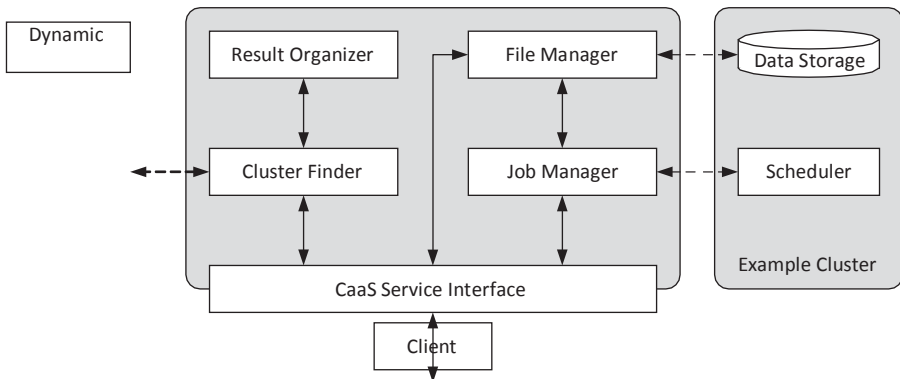 Dynamic
Result Organizer
File Manager
Data Storage
Cluster Finder
Job Manager
Scheduler
Example Cluster
CaaS Service Interface
Client